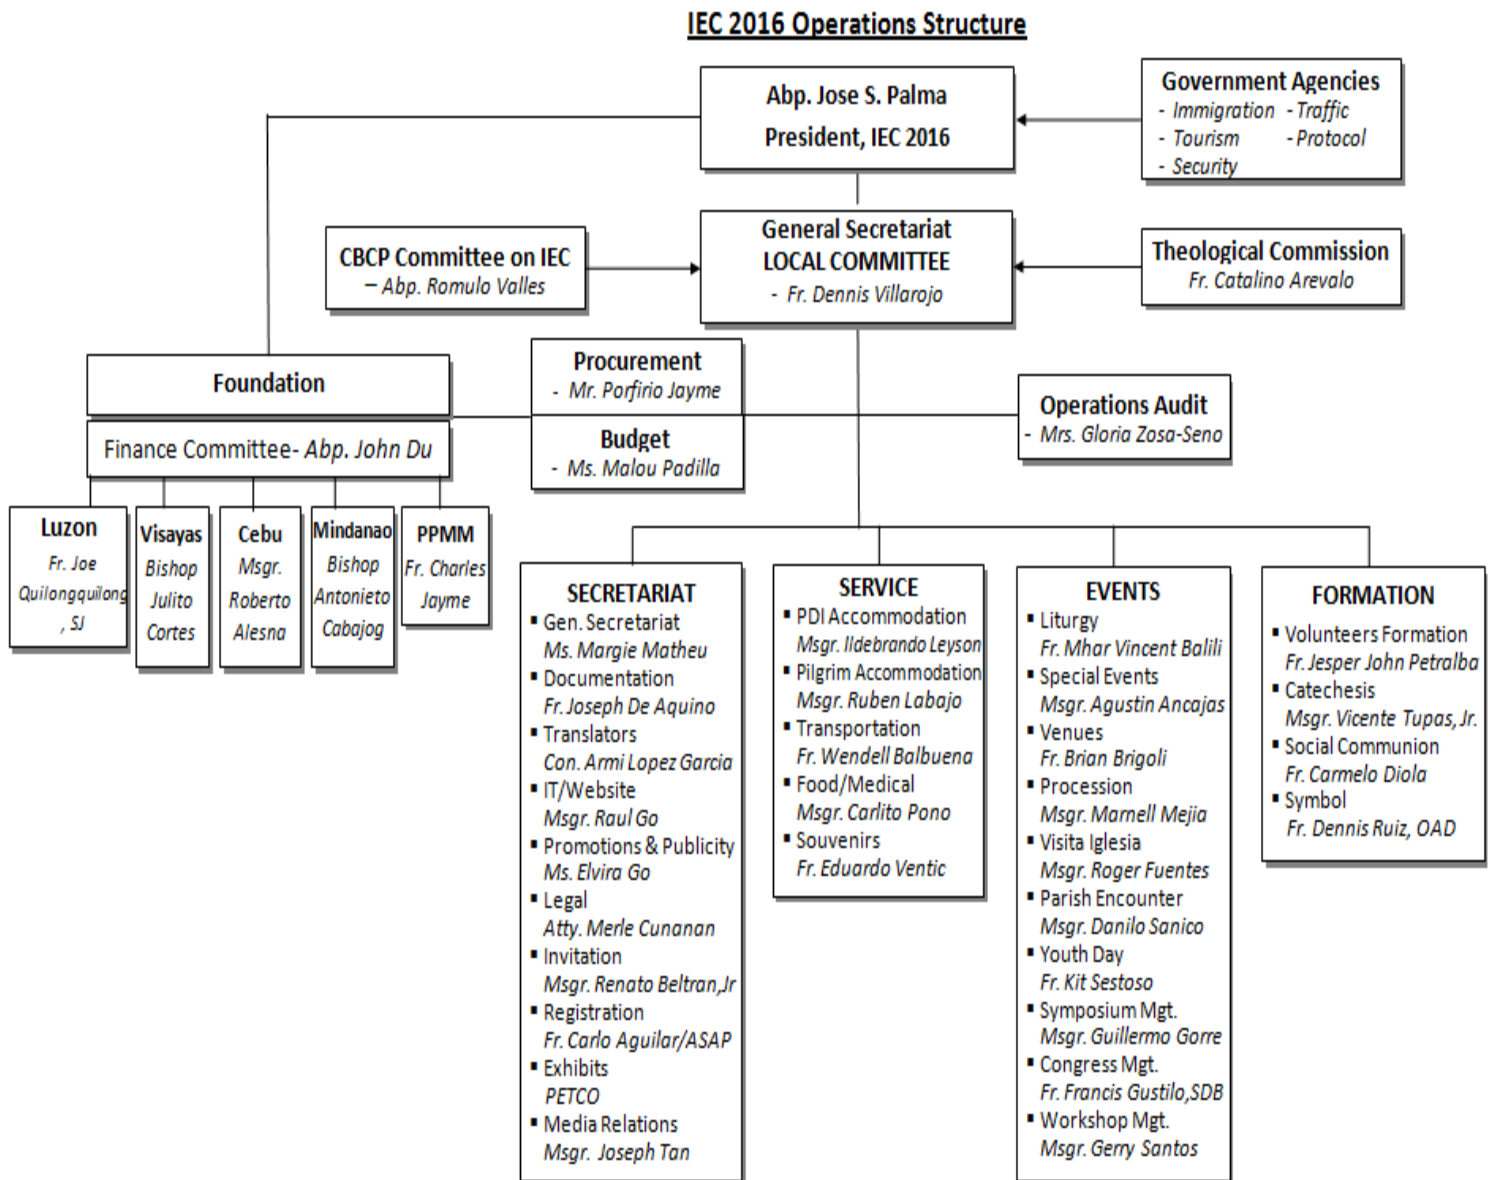 IEC 2016 Operations Structure
Abp. Jose S. Palma
President, IEC 2016
Government Agencies
- Immigration - Traffic
- Tourism - Protocol
- Security
CBCP Committee on IEC
– Abp. Romulo Valles
General Secretariat
LOCAL COMMITTEE
- Fr. Dennis Villarojo
Theological Commission
Fr. Catalino Arevalo
Foundation
Finance Committee- Abp. John Du
Procurement
- Mr. Porfirio Jayme
Budget
- Ms. Malou Padilla
Operations Audit
- Mrs. Gloria Zosa-Seno
Luzon
Fr. Joe
Quilongquilong
, SJ
Visayas
Bishop
Julito
Cortes
Cebu
Msgr.
Roberto
Alesna
Mindanao
Bishop
Antonieto
Cabajog
PPMM
Fr. Charles
Jayme
SECRETARIAT
▪ Gen. Secretariat
Ms. Margie Matheu
▪ Documentation
Fr. Joseph De Aquino
▪ Translators
Con. Armi Lopez Garcia
▪ IT/Website
Msgr. Raul Go
▪ Promotions & Publicity
Ms. Elvira Go
▪ Legal
Atty. Merle Cunanan
▪ Invitation
Msgr. Renato Beltran,Jr
▪ Registration
Fr. Carlo Aguilar/ASAP
▪ Exhibits
PETCO
▪ Media Relations
Msgr. Joseph Tan
SERVICE
▪ PDI Accommodation
Msgr. Ildebrando Leyson
▪ Pilgrim Accommodation
Msgr. Ruben Labajo
▪ Transportation
Fr. Wendell Balbuena
▪ Food/Medical
Msgr. Carlito Pono
▪ Souvenirs
Fr. Eduardo Ventic
EVENTS
▪ Liturgy
Fr. Mhar Vincent Balili
▪ Special Events
Msgr. Agustin Ancajas
▪ Venues
Fr. Brian Brigoli
▪ Procession
Msgr. Marnell Mejia
▪ Visita Iglesia
Msgr. Roger Fuentes
▪ Parish Encounter
Msgr. Danilo Sanico
▪ Youth Day
Fr. Kit Sestoso
▪ Symposium Mgt.
Msgr. Guillermo Gorre
▪ Congress Mgt.
Fr. Francis Gustilo,SDB
▪ Workshop Mgt.
Msgr. Gerry Santos
FORMATION
▪ Volunteers Formation
Fr. Jesper John Petralba
▪ Catechesis
Msgr. Vicente Tupas, Jr.
▪ Social Communion
Fr. Carmelo Diola
▪ Symbol
Fr. Dennis Ruiz, OAD